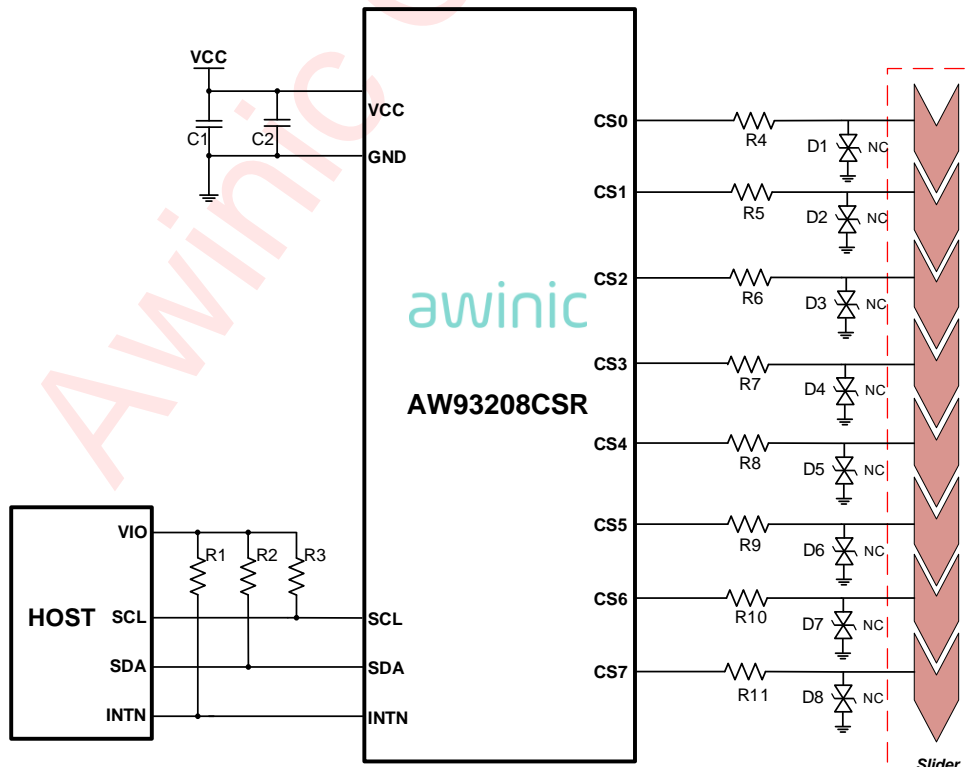 Awinic
VCC
C1
C2
VCC
GND
awinic
AW93208CSR
CS0
R4
D1
NC
CS1
R5
D2
NC
CS2
R6
D3
NC
CS3
R7
D4
NC
CS4
R8
D5
NC
CS5
R9
D6
NC
CS6
R10
D7
NC
CS7
R11
D8
NC
Slider
HOST
VIO
SCL
SDA
INTN
R1
R2
R3
SCL
SDA
INTN